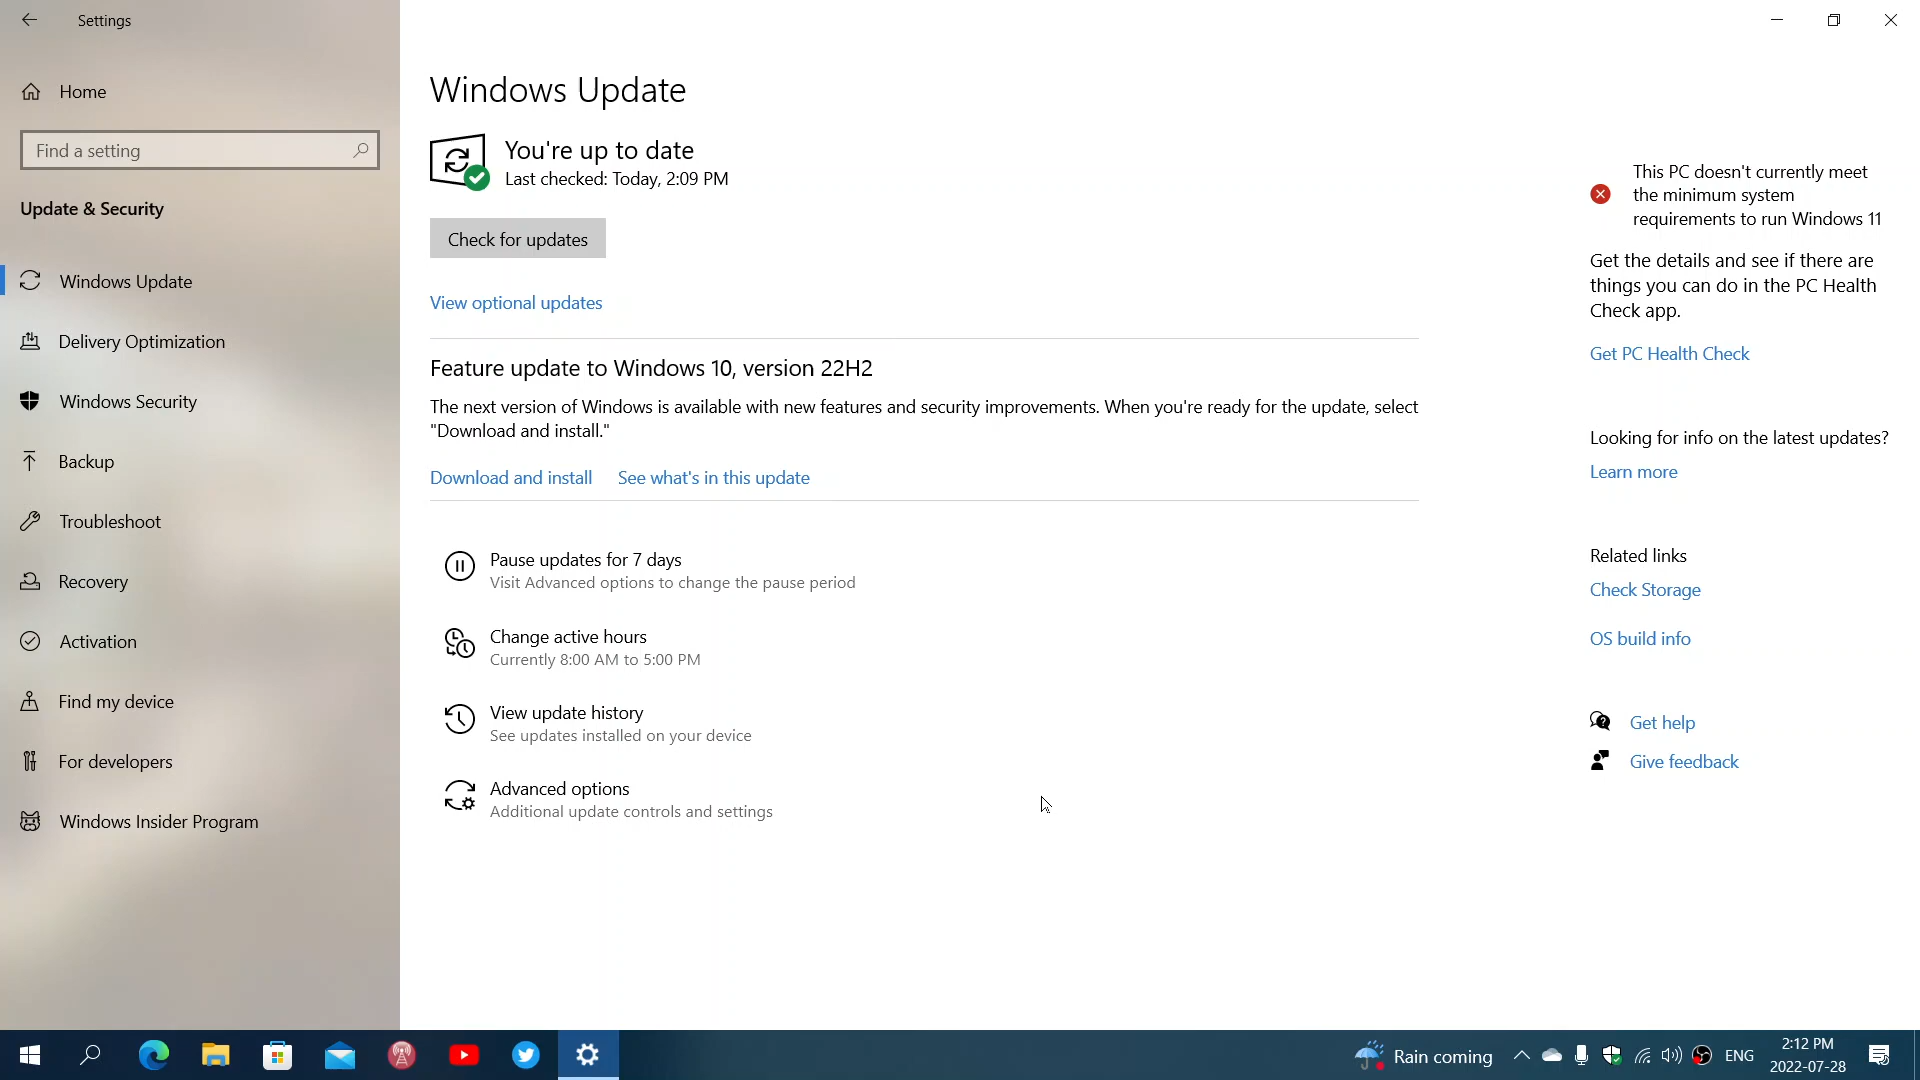 Settings
Home
Find a setting
Update & Security
Windows Update
Delivery Optimization
Windows Security
Backup
Troubleshoot
Recovery
Activation
Find my device
For developers
Windows Insider Program
Windows Update
You're up to date
Last checked: Today, 2:09 PM
Check for updates
View optional updates
Feature update to Windows 10, version 22H2
The next version of Windows is available with new features and security improvements. When you're ready for the update, select
"Download and install."
Download and install See what's in this update
Pause updates for 7 days
Visit Advanced options to change the pause period
Change active hours
Currently 8:00 AM to 5:00 PM
View update history
See updates installed on your device
Advanced options
Additional update controls and settings
This PC doesn't currently meet
the minimum system
requirements to run Windows 11
Get the details and see if there are
things you can do in the PC Health
Check app.
Get PC Health Check
Looking for info on the latest updates?
Learn more
Related links
Check Storage
OS build info
Get help
Give feedback
Rain coming
ENG
2:12 PM
2022-07-28